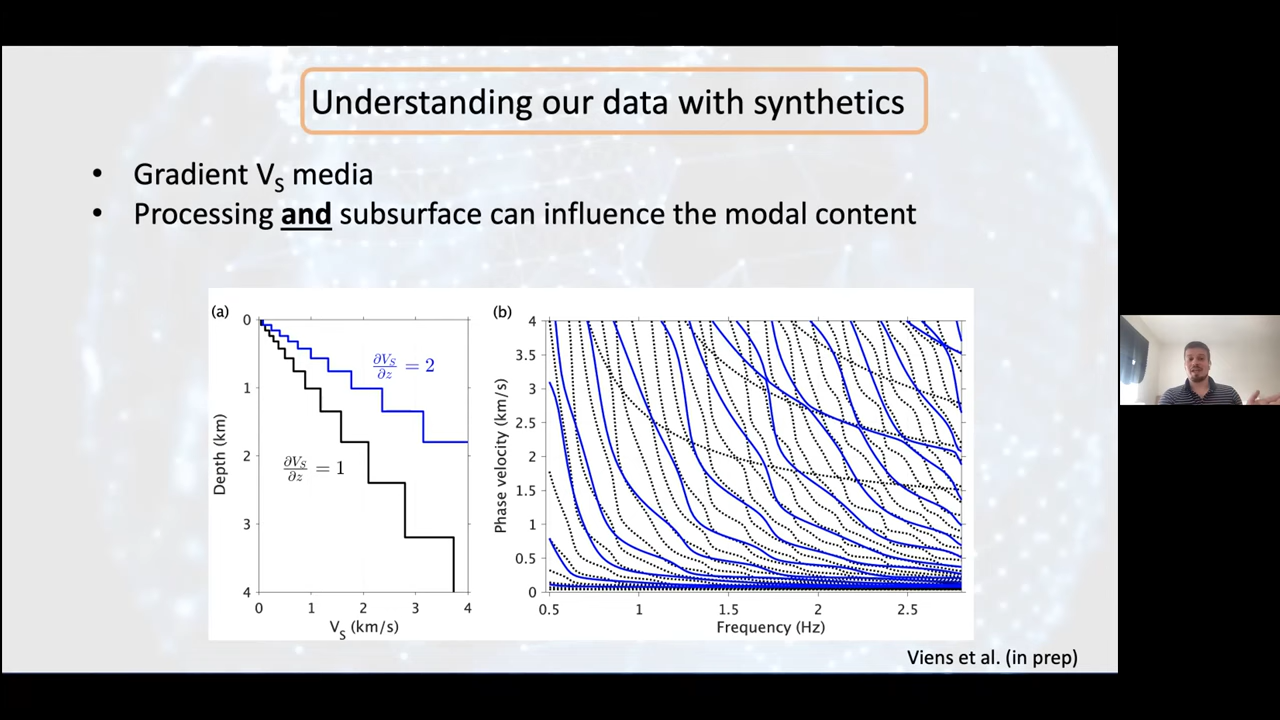 Understanding our data with synthetics
• Gradient V_S media
• Processing and subsurface can influence the modal content
(a)
0
1
2
3
4
Depth (km)
∂V_S/∂z = 2
∂V_S/∂z = 1
0 1 2 3 4
V_S (km/s)
(b)
4
3.5
3
2.5
2
1.5
1
0.5
0
Phase velocity (km/s)
0.5 1 1.5 2 2.5
Frequency (Hz)
Viens et al. (in prep)